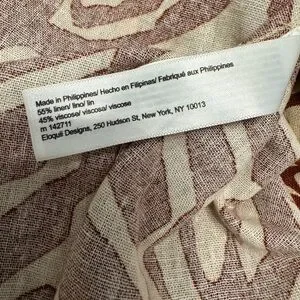 Made in Philippines/ Hecho en Filipinas/ Fabriqué aux Philippines
55% linen/ lino/ lin
45% viscose/ viscosa/ viscose
m 142711
Eloquii Designs, 250 Hudson St, New York, NY 10013